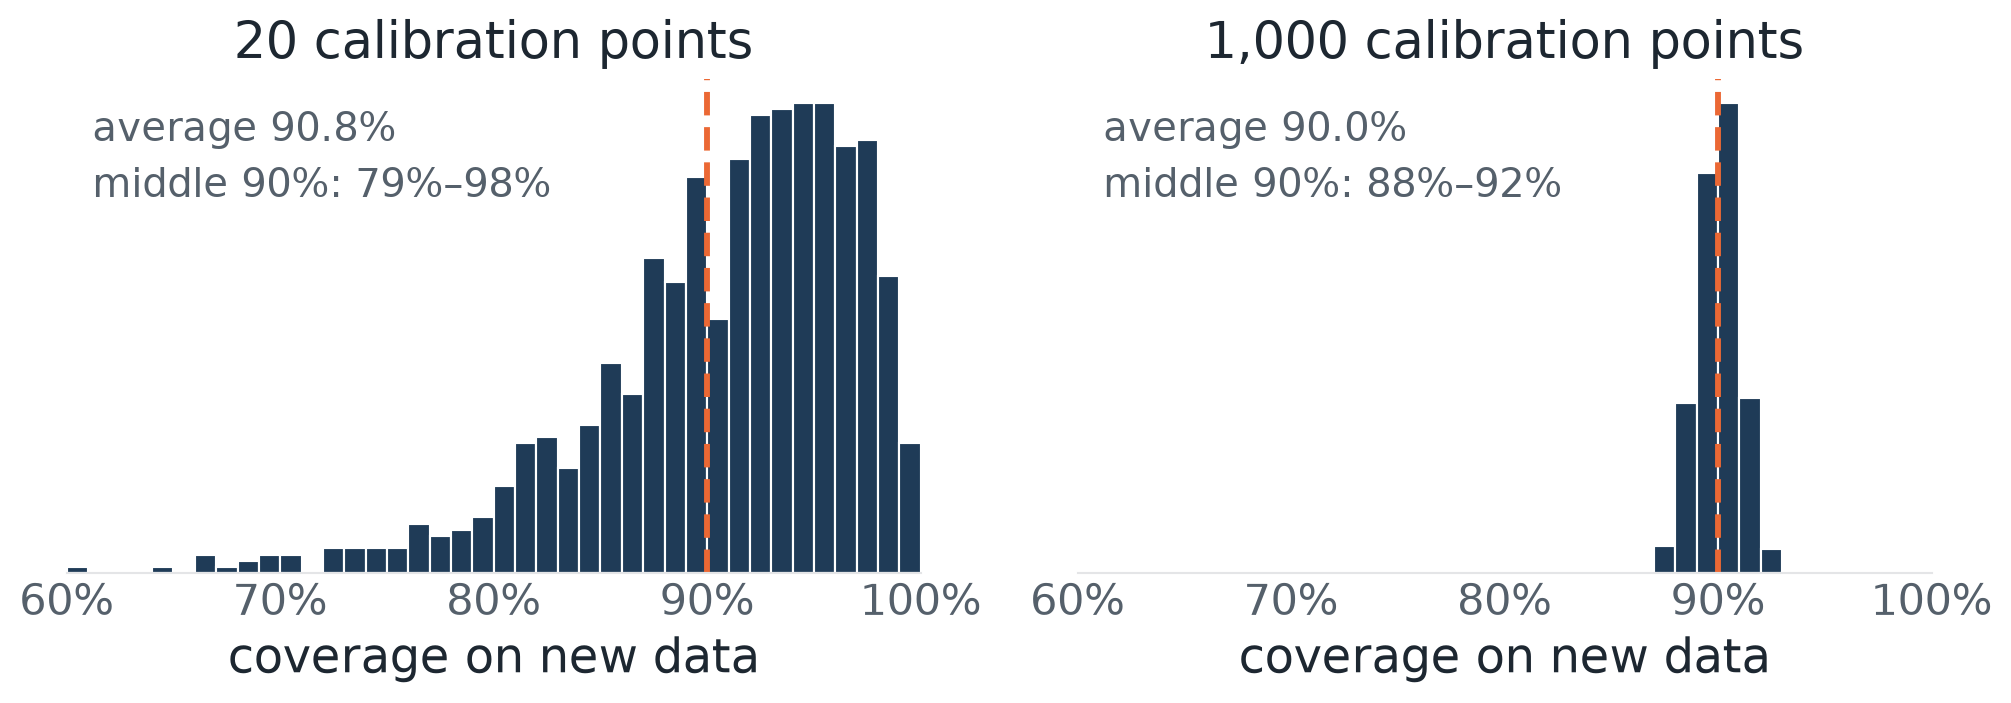 20 calibration points
average 90.8%
middle 90%: 79%–98%
60% 70% 80% 90% 100%
coverage on new data
1,000 calibration points
average 90.0%
middle 90%: 88%–92%
60% 70% 80% 90% 100%
coverage on new data